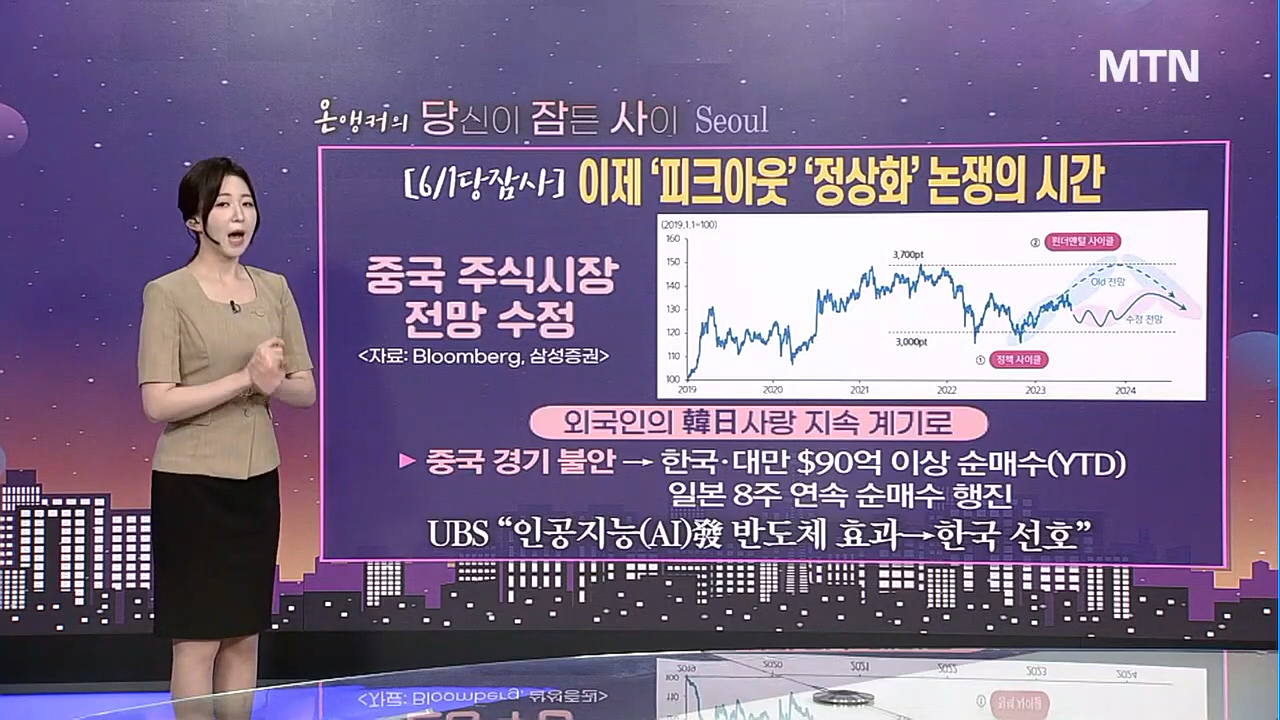 MTN
온앵커의 당신이 잠든 사이 Seoul
[6/1당잠사] 이제 ‘피크아웃’ ‘정상화’ 논쟁의 시간
중국 주식시장
전망 수정
<자료: Bloomberg, 삼성증권>
(2019.1.1=100)
160
150
140
130
120
110
100
2019 2020 2021 2022 2023 2024
3,700pt
② 펀더멘털 사이클
Old 전망
수정 전망
3,000pt
① 정책 사이클
외국인의 韓日사랑 지속 계기로
▶ 중국 경기 불안 → 한국·대만 $90억 이상 순매수(YTD)
일본 8주 연속 순매수 행진
UBS “인공지능(AI)發 반도체 효과→한국 선호”